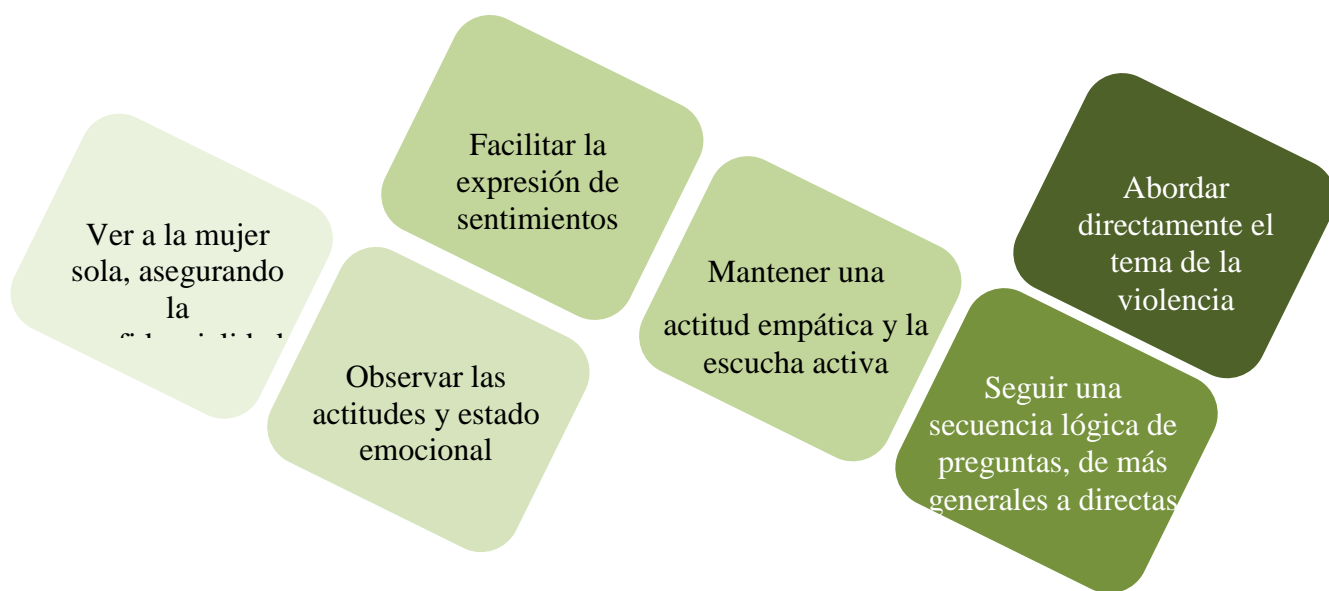 Ver a la mujer
sola, asegurando
la
Observar las
actitudes y estado
emocional
Facilitar la
expresión de
sentimientos
Mantener una
actitud empática y la
escucha activa
Seguir una
secuencia lógica de
preguntas, de más
generales a directas
Abordar
directamente el
tema de la
violencia